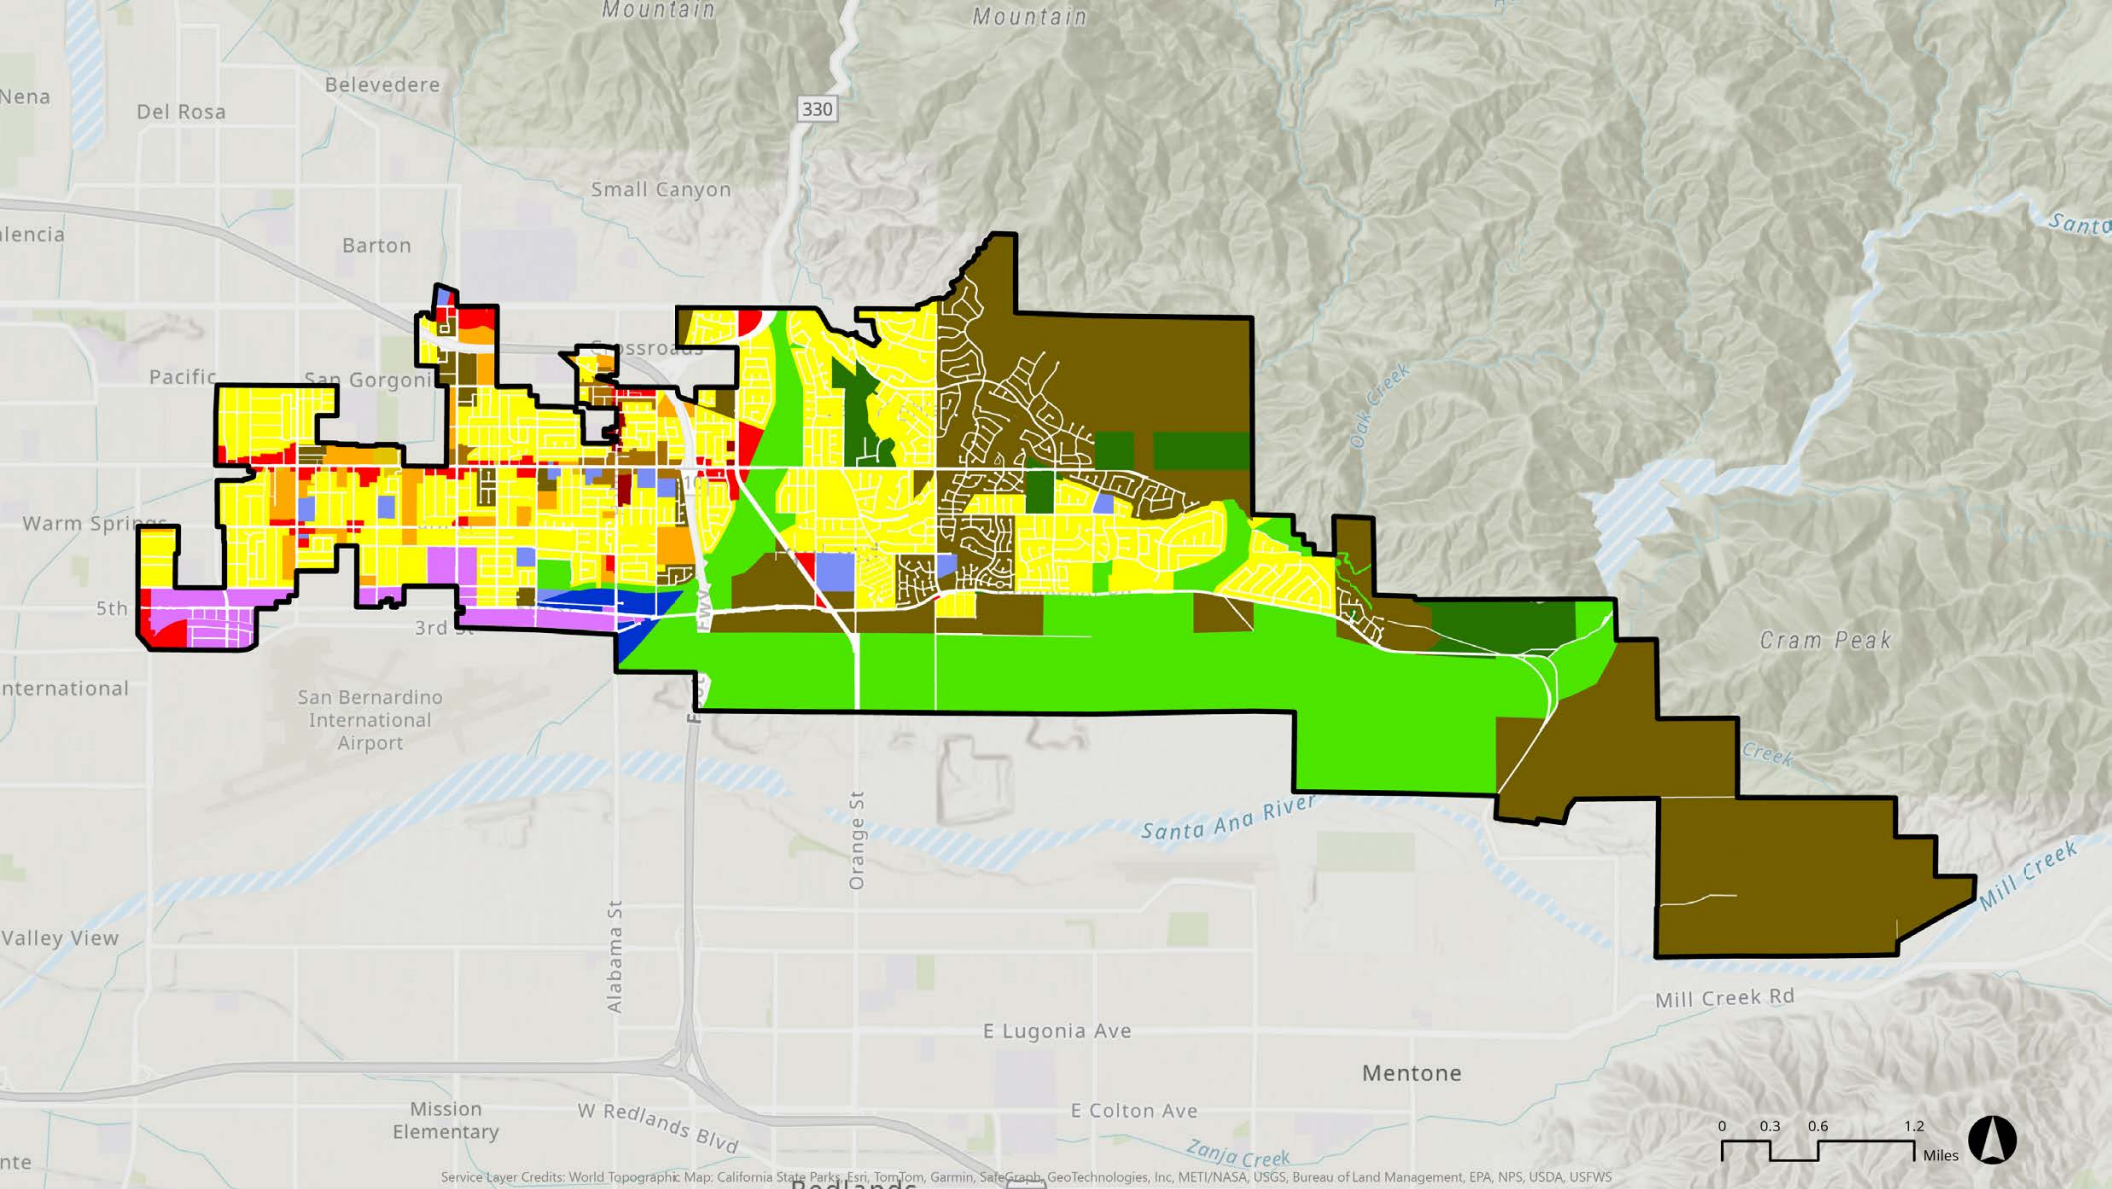 Mountain
Mountain
Nena
Belvedere
Del Rosa
330
Small Canyon
Santa
lencia
Barton
Crossroads
Pacific
San Gorgoni
Oak Creek
Warm Springs
10
5th
3rd St
Fwy
Cram Peak
nternational
San Bernardino
International
Airport
Creek
Santa Ana River
Orange St
Mill Creek
Alabama St
Valley View
Mill Creek Rd
E Lugonia Ave
Mentone
Mission
Elementary
W Redlands Blvd
E Colton Ave
Zanja Creek
nte
0 0.3 0.6 1.2
Miles
Service Layer Credits: World Topographic Map: California State Parks, Esri, TomTom, Garmin, SafeGraph, GeoTechnologies, Inc, METI/NASA, USGS, Bureau of Land Management, EPA, NPS, USDA, USFWS
Redlands